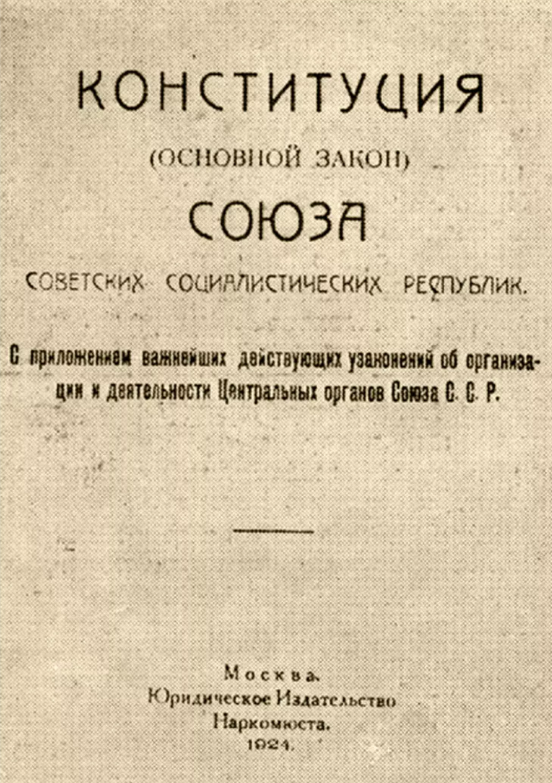 КОНСТИТУЦИЯ
(ОСНОВНОЙ ЗАКОН)
СОЮЗА
СОВЕТСКИХ СОЦИАЛИСТИЧЕСКИХ РЕСПУБЛИК.
С приложением важнейших действующих узаконений об организа-
ции и деятельности Центральных органов Союза С. С. Р.
Москва.
Юридическое Издательство
Наркомюста.
1924.